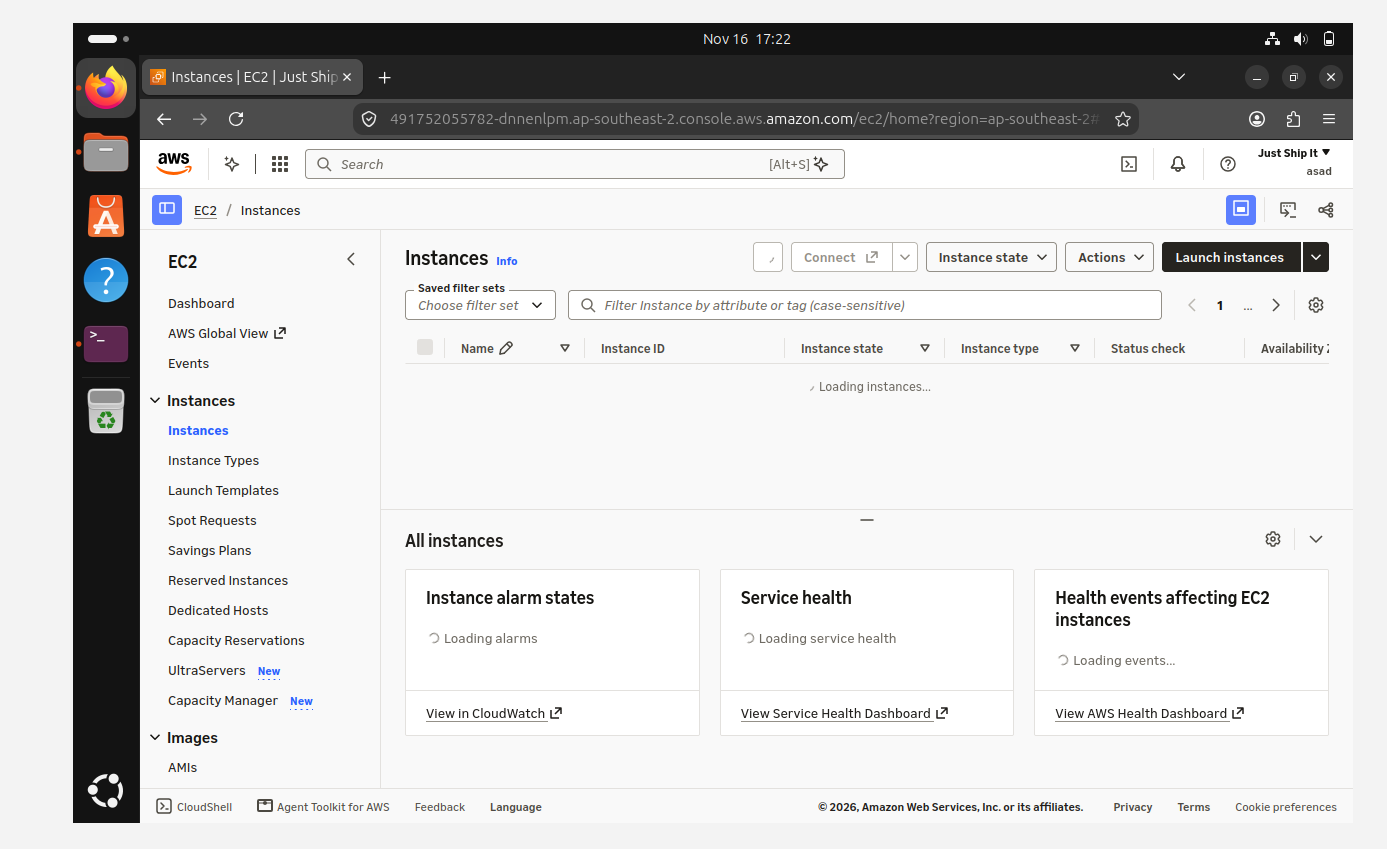 Nov 16 17:22
Instances | EC2 | Just Ship
491752055782-dnnenlpm.ap-southeast-2.console.aws.amazon.com/ec2/home?region=ap-southeast-2#
aws
Search
[Alt+S]
Just Ship It
asad
EC2 / Instances
EC2
Dashboard
AWS Global View
Events
Instances
Instances
Instance Types
Launch Templates
Spot Requests
Savings Plans
Reserved Instances
Dedicated Hosts
Capacity Reservations
UltraServers New
Capacity Manager New
Images
AMIs
Instances Info
Connect
Instance state
Actions
Launch instances
Saved filter sets
Choose filter set
Filter Instance by attribute or tag (case-sensitive)
1 ...
Name
Instance ID
Instance state
Instance type
Status check
Availability
Loading instances...
All instances
Instance alarm states
Loading alarms
View in CloudWatch
Service health
Loading service health
View Service Health Dashboard
Health events affecting EC2
instances
Loading events...
View AWS Health Dashboard
CloudShell
Agent Toolkit for AWS
Feedback
Language
© 2026, Amazon Web Services, Inc. or its affiliates.
Privacy
Terms
Cookie preferences